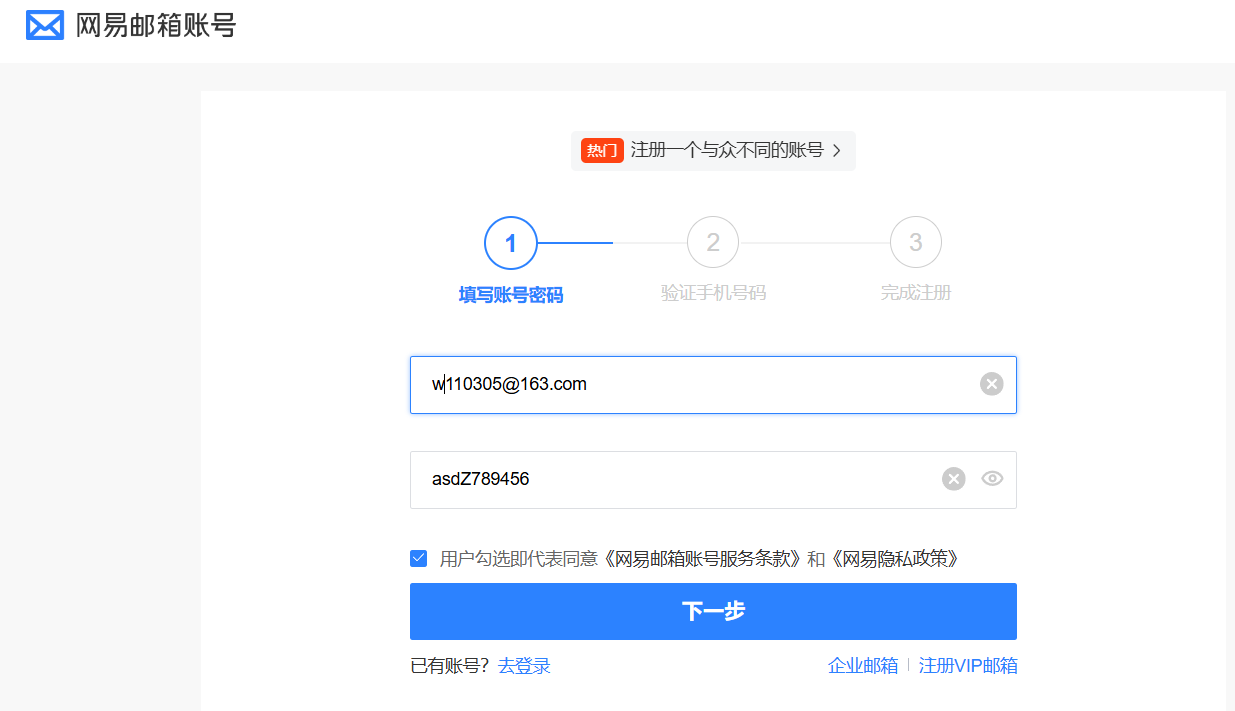 网易邮箱账号
热门 注册一个与众不同的账号
1 2 3
填写账号密码 验证手机号码 完成注册
w110305@163.com
asdZ789456
用户勾选即代表同意《网易邮箱账号服务条款》和《网易隐私政策》
下一步
已有账号？去登录 企业邮箱 | 注册VIP邮箱